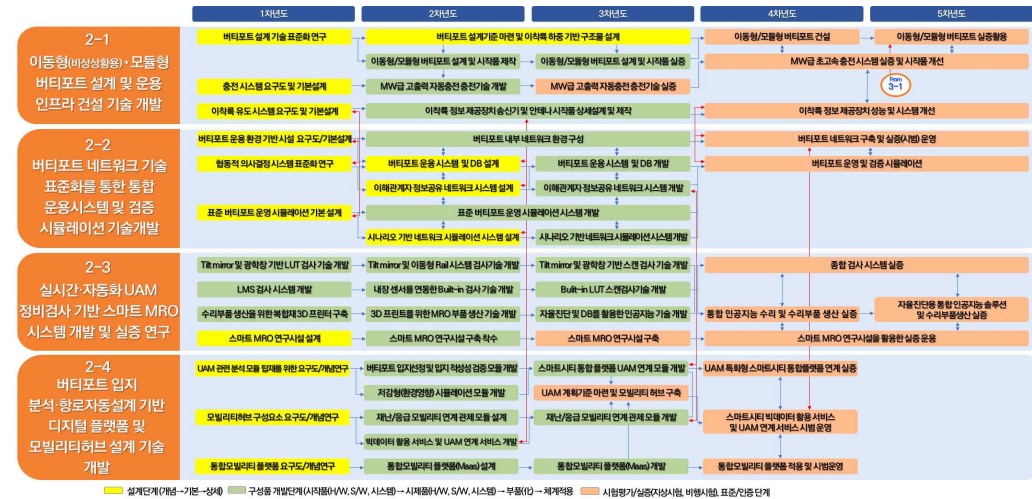 1차년도 2차년도 3차년도 4차년도 5차년도
2-1
이동형(비상상황용)·모듈형
버티포트 설계 및 운용
인프라 건설 기술 개발
버티포트 설계 기술 표준화 연구
버티포트 설계기준 마련 및 이착륙 하중 기반 구조물 설계
이동형/모듈형 버티포트 건설
이동형/모듈형 버티포트 실증활용
이동형/모듈형 버티포트 설계 및 시작품 제작
이동형/모듈형 버티포트 설계 및 시작품 실증
MW급 초고속 충전 시스템 실증 및 시작품 개선
충전 시스템 요구도 및 기본설계
MW급 고출력 자동충전 충전기술 개발
MW급 고출력 자동충전 충전기술 실증
From
3-1
이착륙 유도 시스템 요구도 및 기본설계
이착륙 정보 제공장치 송신기 및 안테나 시작품 상세설계 및 제작
이착륙 정보 제공장치 성능 및 시스템 개선
2-2
버티포트 네트워크 기술
표준화를 통한 통합
운용시스템 및 검증
시뮬레이션 기술개발
버티포트 운용 환경 기반 시설 요구도/기본설계
버티포트 내부 네트워크 환경 구성
버티포트 네트워크 구축 및 실증(시범) 운영
협동적 의사결정 시스템 표준화 연구
버티포트 운용 시스템 및 DB 설계
버티포트 운용 시스템 및 DB 개발
버티포트 운영 및 검증 시뮬레이션
이해관계자 정보공유 네트워크 시스템 설계
이해관계자 정보공유 네트워크 시스템 개발
표준 버티포트 운영 시뮬레이션 기본 설계
표준 버티포트 운영 시뮬레이션 시스템 개발
시나리오 기반 네트워크 시뮬레이션 시스템 설계
시나리오 기반 네트워크 시뮬레이션 시스템 개발
2-3
실시간·자동화 UAM
정비검사 기반 스마트 MRO
시스템 개발 및 실증 연구
Tilt mirror 및 광학창 기반 LUT 검사 기술 개발
Tilt mirror 및 이동형 Rail 시스템 검사기술 개발
Tilt mirror 및 광학창 기반 스캔 검사 기술 개발
종합 검사 시스템 실증
LMS 검사 시스템 개발
내장 센서를 연동한 Built-in 검사 기술 개발
Built-in LUT 스캔검사기술 개발
수리부품 생산을 위한 복합재 3D 프린터 구축
3D 프린트를 위한 MRO 부품 생산 기술 개발
자율진단 및 DB를 활용한 인공지능 기술 개발
통합 인공지능 수리 및 수리부품 생산 실증
자율진단용 통합 인공지능 솔루션
및 수리부품생산 실증
스마트 MRO 연구시설 설계
스마트 MRO 연구시설 구축 착수
스마트 MRO 연구시설 구축
스마트 MRO 연구시설을 활용한 실증 운용
2-4
버티포트 입지
분석·항로자동설계 기반
디지털 플랫폼 및
모빌리티허브 설계 기술
개발
UAM 관련 분석 모듈 탑재를 위한 요구도/개념연구
버티포트 입지선정 및 입지 적성성 검증 모듈 개발
스마트시티 통합 플랫폼 UAM 연계 모듈 개발
UAM 특화형 스마트시티 통합플랫폼 연계 실증
저감형(환경영향) 시뮬레이션 모듈 개발
UAM 계획기준 마련 및 모빌리티 허브 구축
모빌리티허브 구성요소 요구도/개념연구
재난/응급 모빌리티 연계 관제 모듈 설계
재난/응급 모빌리티 연계 관제 모듈 개발
스마트시티 빅데이터 활용 서비스
및 UAM 연계 서비스 시범 운영
빅데이터 활용 서비스 및 UAM 연계 서비스 개발
통합모빌리티 플랫폼 요구도/개념연구
통합모빌리티 플랫폼(Maas) 설계
통합모빌리티 플랫폼(Maas) 개발
통합모빌리티 플랫폼 적용 및 시범운영
설계단계 (개념→기본→상세)
구성품 개발단계 (시작품(H/W, S/W, 시스템) → 시제품(H/W, S/W, 시스템) → 부품(化) → 체계적용
시험평가/실증(지상시험, 비행시험), 표준/인증 단계